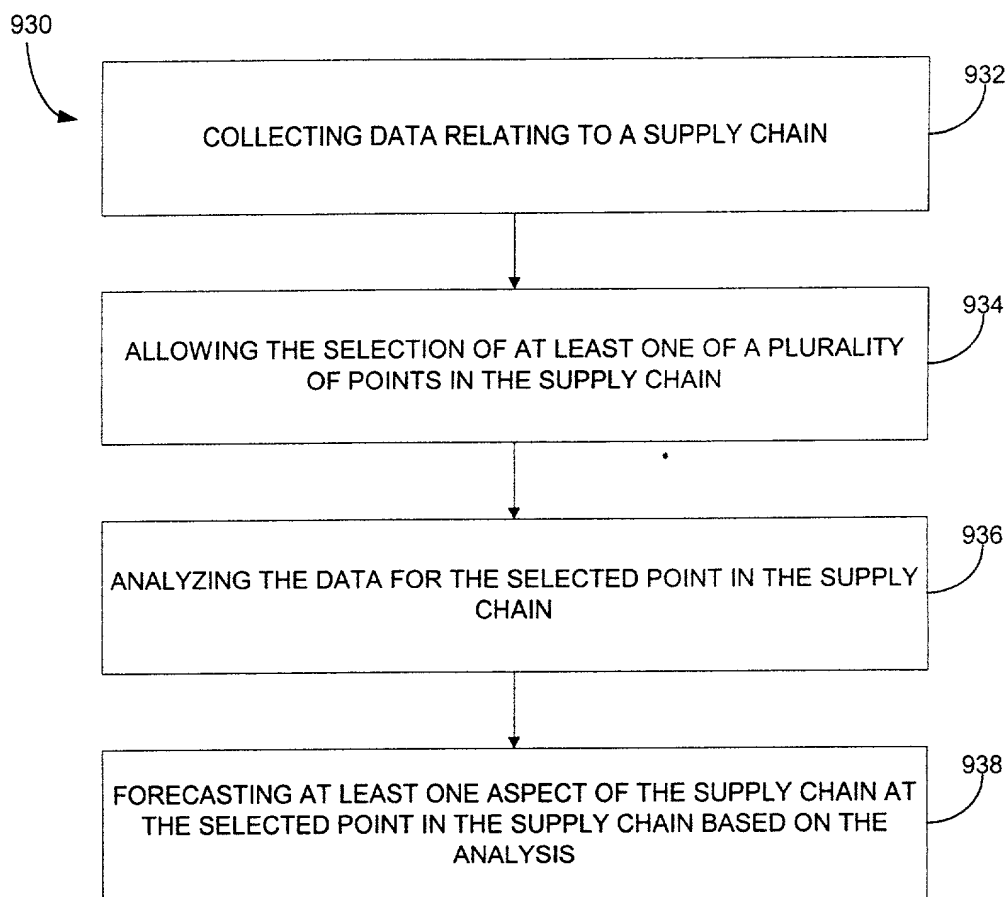 930
932
COLLECTING DATA RELATING TO A SUPPLY CHAIN
934
ALLOWING THE SELECTION OF AT LEAST ONE OF A PLURALITY
OF POINTS IN THE SUPPLY CHAIN
936
ANALYZING THE DATA FOR THE SELECTED POINT IN THE SUPPLY
CHAIN
938
FORECASTING AT LEAST ONE ASPECT OF THE SUPPLY CHAIN AT
THE SELECTED POINT IN THE SUPPLY CHAIN BASED ON THE
ANALYSIS